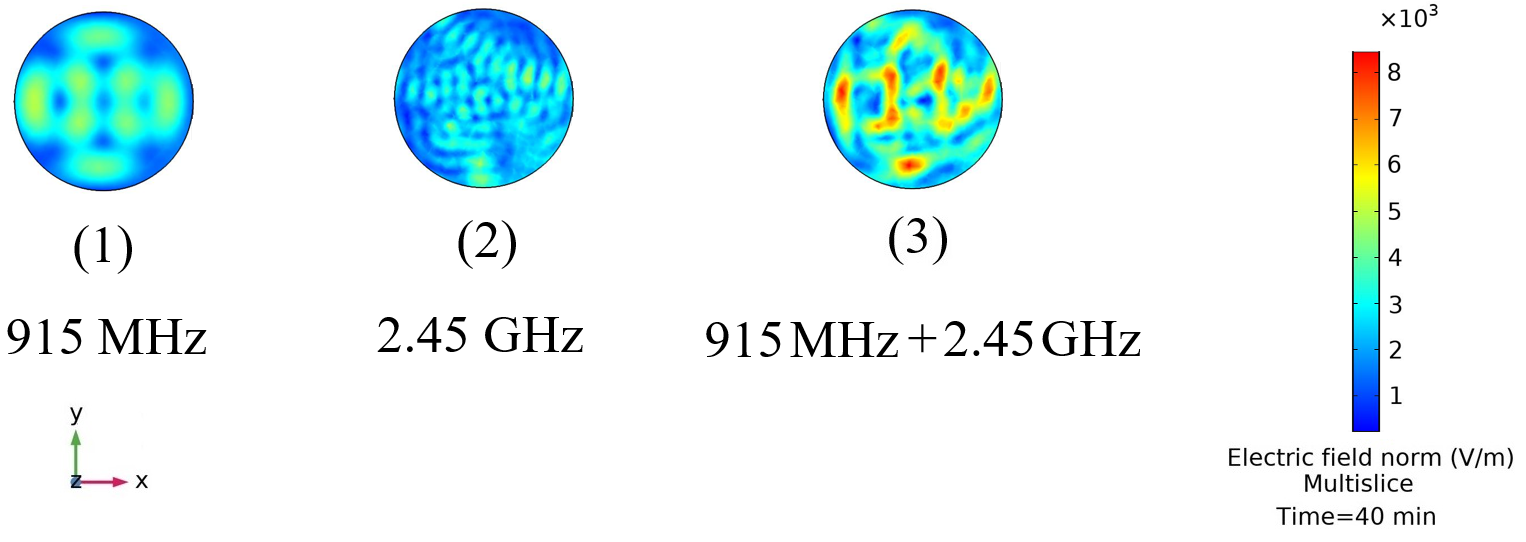 ×10³
8
7
6
5
4
3
2
1
(1)
(2)
(3)
915 MHz
2.45 GHz
915 MHz+2.45 GHz
y
z
x
Electric field norm (V/m)
Multislice
Time=40 min